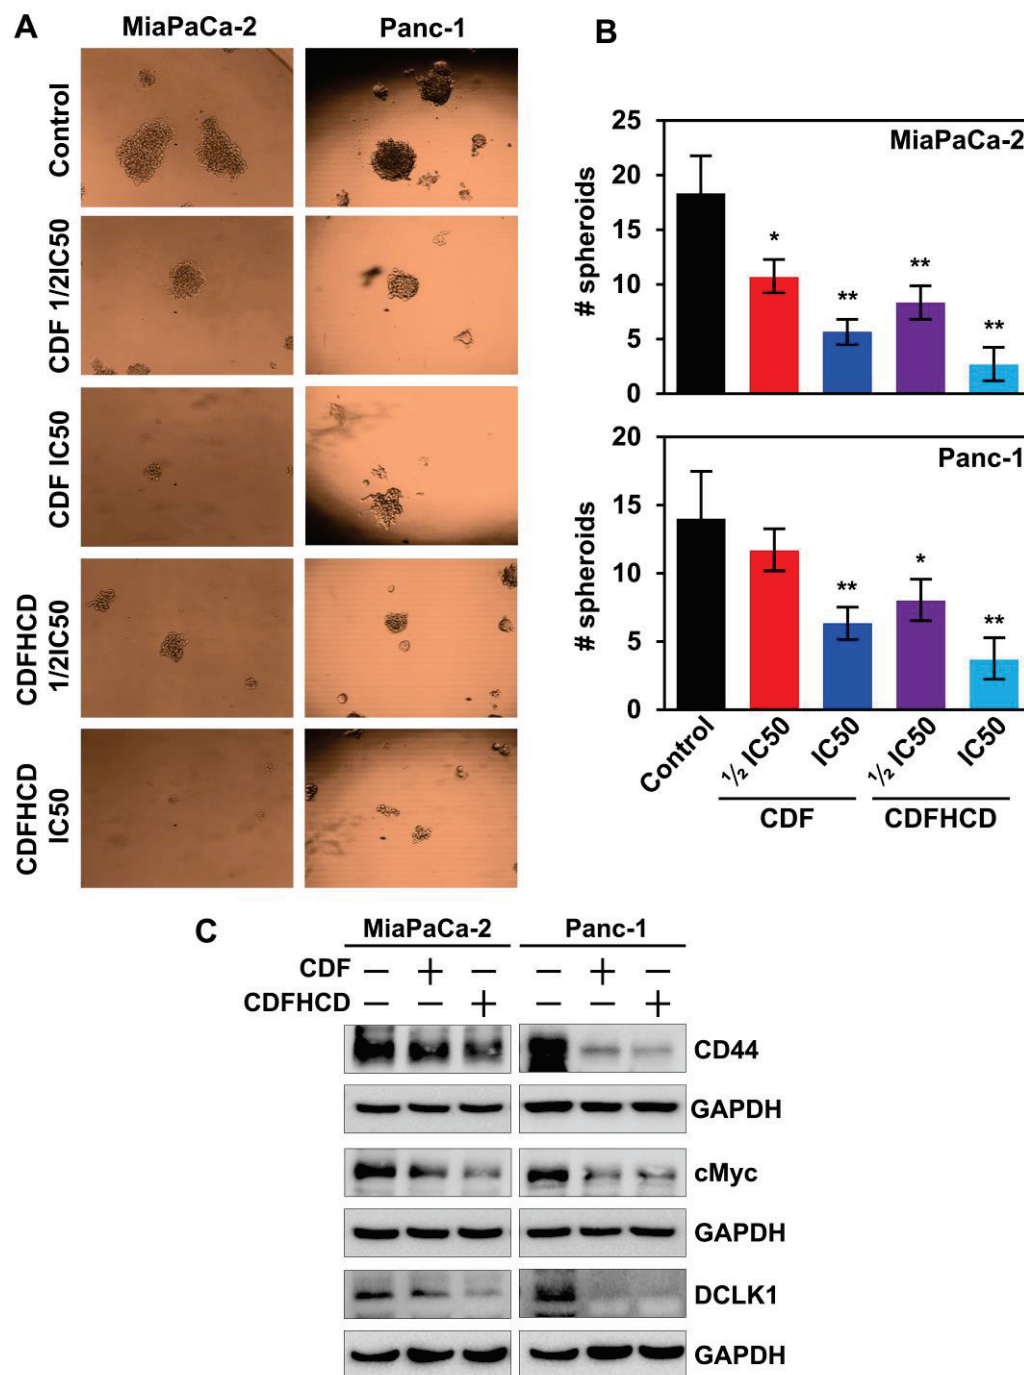 A
MiaPaCa-2
Panc-1
Control
CDF 1/2IC50
CDF IC50
CDFHCD
1/2IC50
CDFHCD
IC50
B
25
20
15
10
5
0
# spheroids
MiaPaCa-2
*
**
**
**
20
15
10
5
0
# spheroids
Panc-1
**
*
**
Control
½ IC50
IC50
½ IC50
IC50
CDF
CDFHCD
C
MiaPaCa-2
Panc-1
CDF
— + — — + —
CDFHCD
— — + — — +
CD44
GAPDH
cMyc
GAPDH
DCLK1
GAPDH